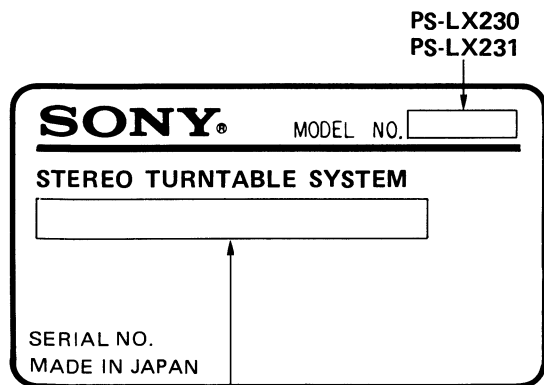 PS-LX230
PS-LX231
SONY®
MODEL NO.
STEREO TURNTABLE SYSTEM
SERIAL NO.
MADE IN JAPAN